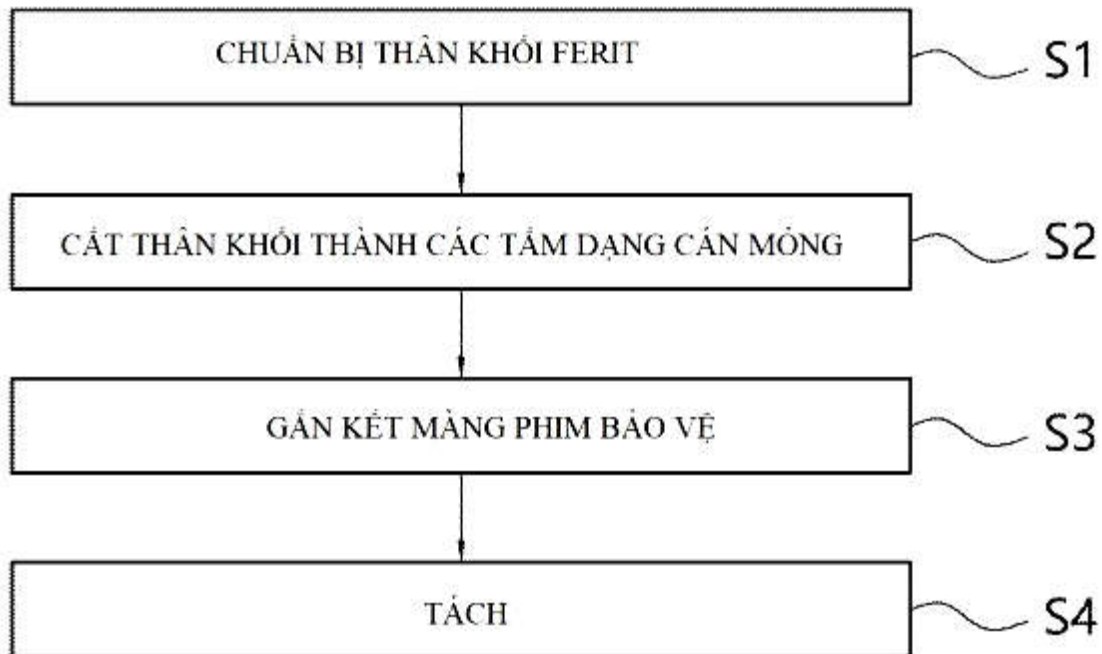 CHUẨN BỊ THÂN KHỐI FERIT
S1
CẮT THÂN KHỐI THÀNH CÁC TẤM DẠNG CÁN MỎNG
S2
GẮN KẾT MÀNG PHIM BẢO VỆ
S3
TÁCH
S4